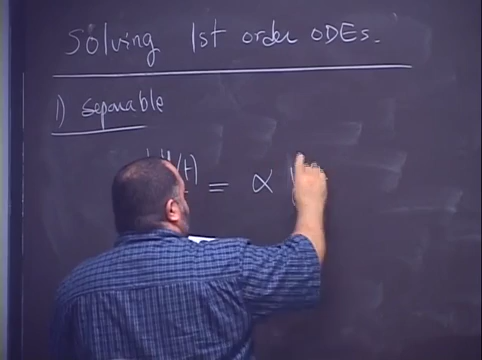 Solving 1st order ODEs.
1) separable
(t) = α